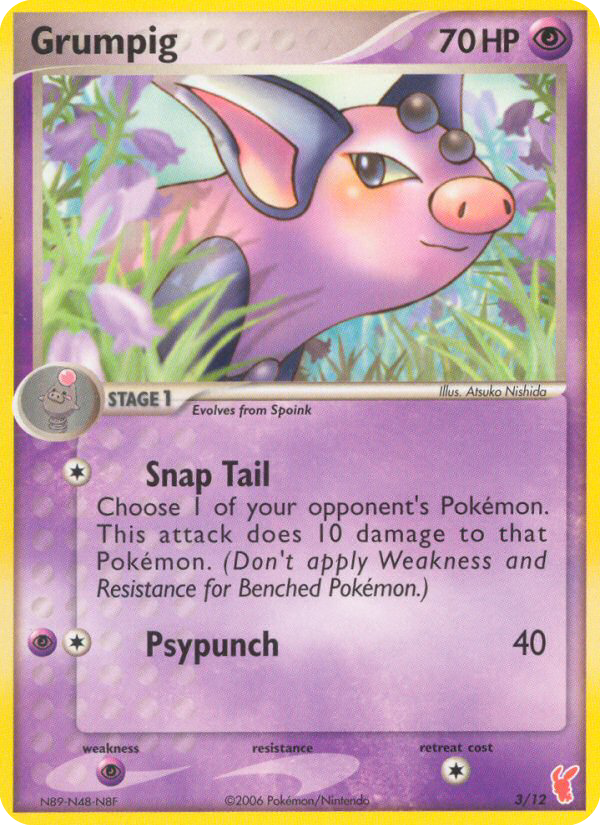 Grumpig
70 HP
Illus. Atsuko Nishida
STAGE 1
Evolves from Spoink
Snap Tail
Choose 1 of your opponent's Pokémon.
This attack does 10 damage to that
Pokémon. (Don't apply Weakness and
Resistance for Benched Pokémon.)
Psypunch 40
weakness resistance retreat cost
N89-N48-N8F ©2006 Pokémon/Nintendo 3/12